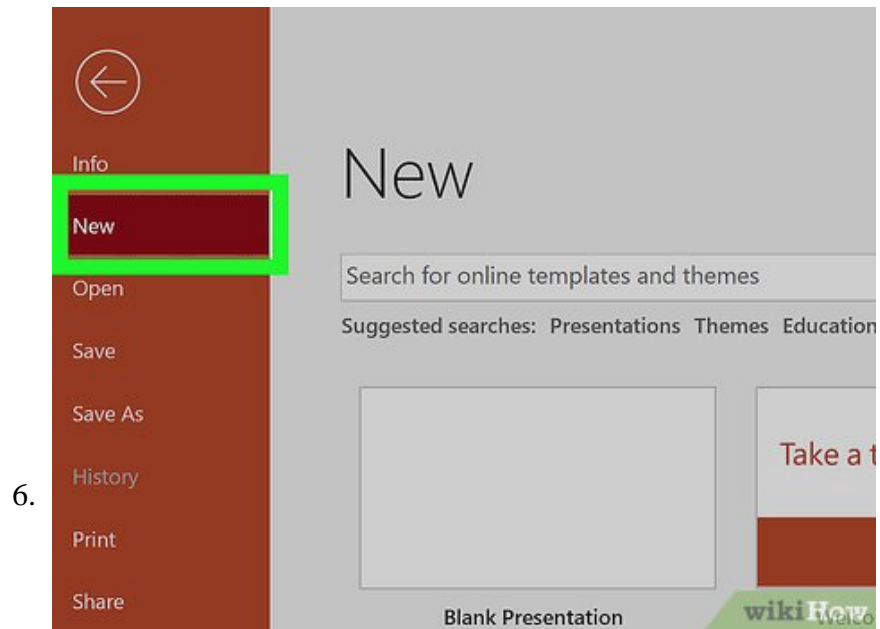 Info
New
New
Open
Search for online templates and themes
Suggested searches: Presentations Themes Education
Save
Save As
Take a t
6.
History
Print
Share
Blank Presentation
wikiHow